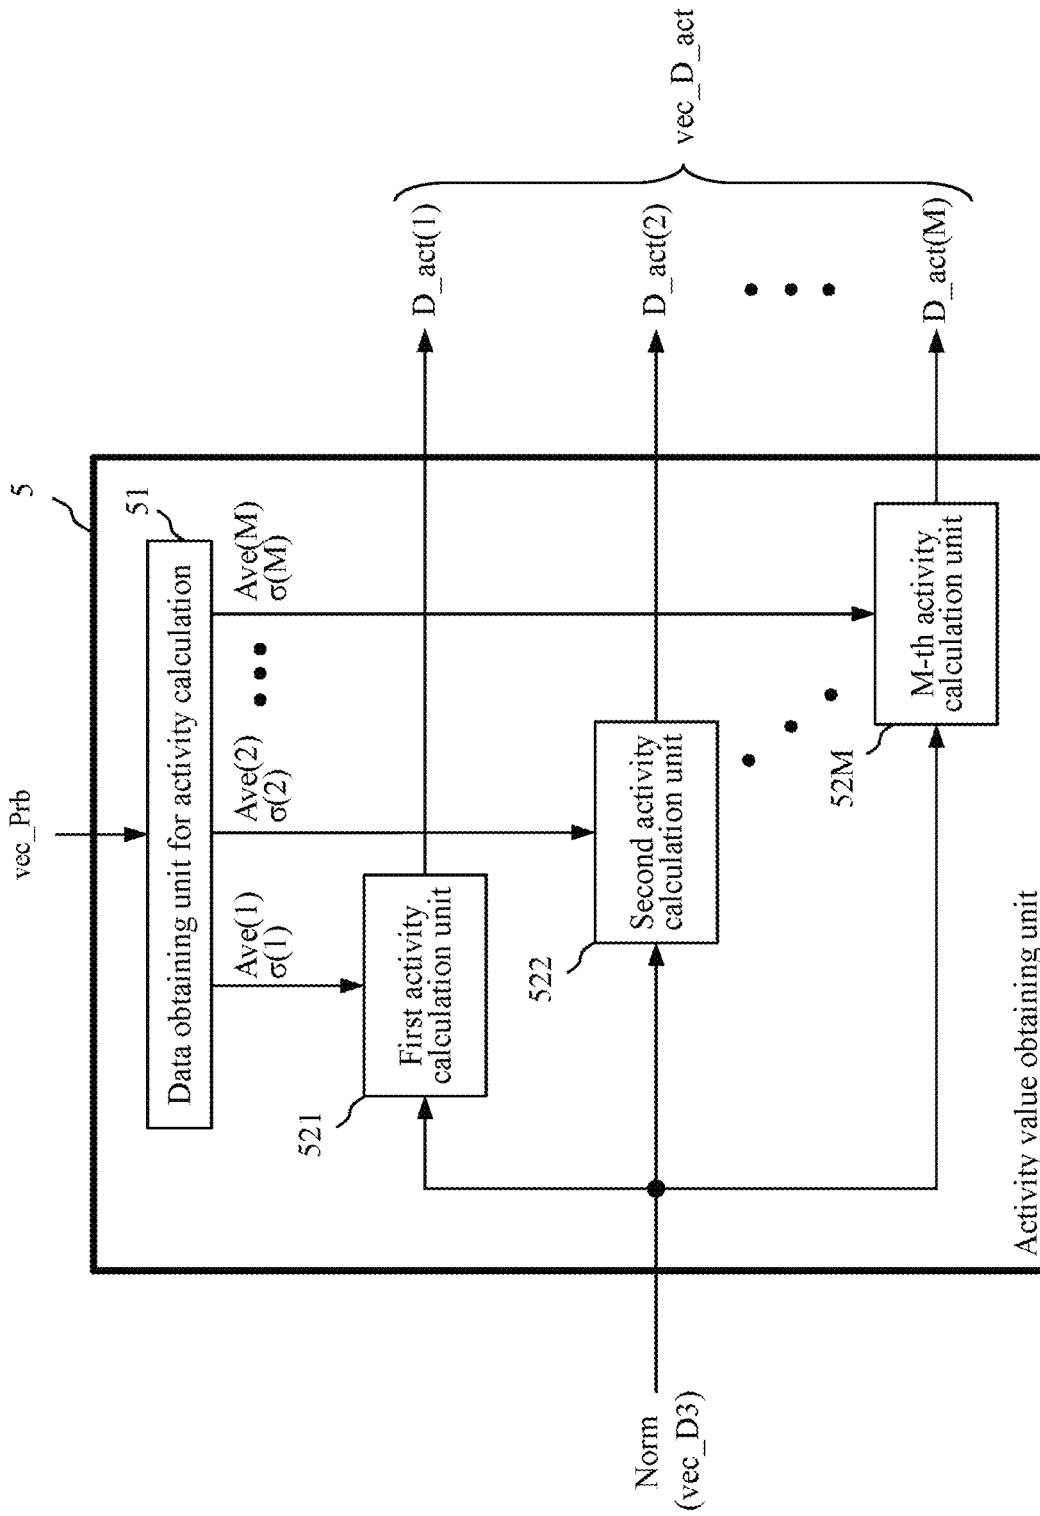 vec_Prb
5
51
Data obtaining unit for activity calculation
Ave(1)
σ(1)
Ave(2)
σ(2)
Ave(M)
σ(M)
521
First activity
calculation unit
D_act(1)
522
Second activity
calculation unit
D_act(2)
52M
M-th activity
calculation unit
D_act(M)
vec_D_act
Norm
(vec_D3)
Activity value obtaining unit